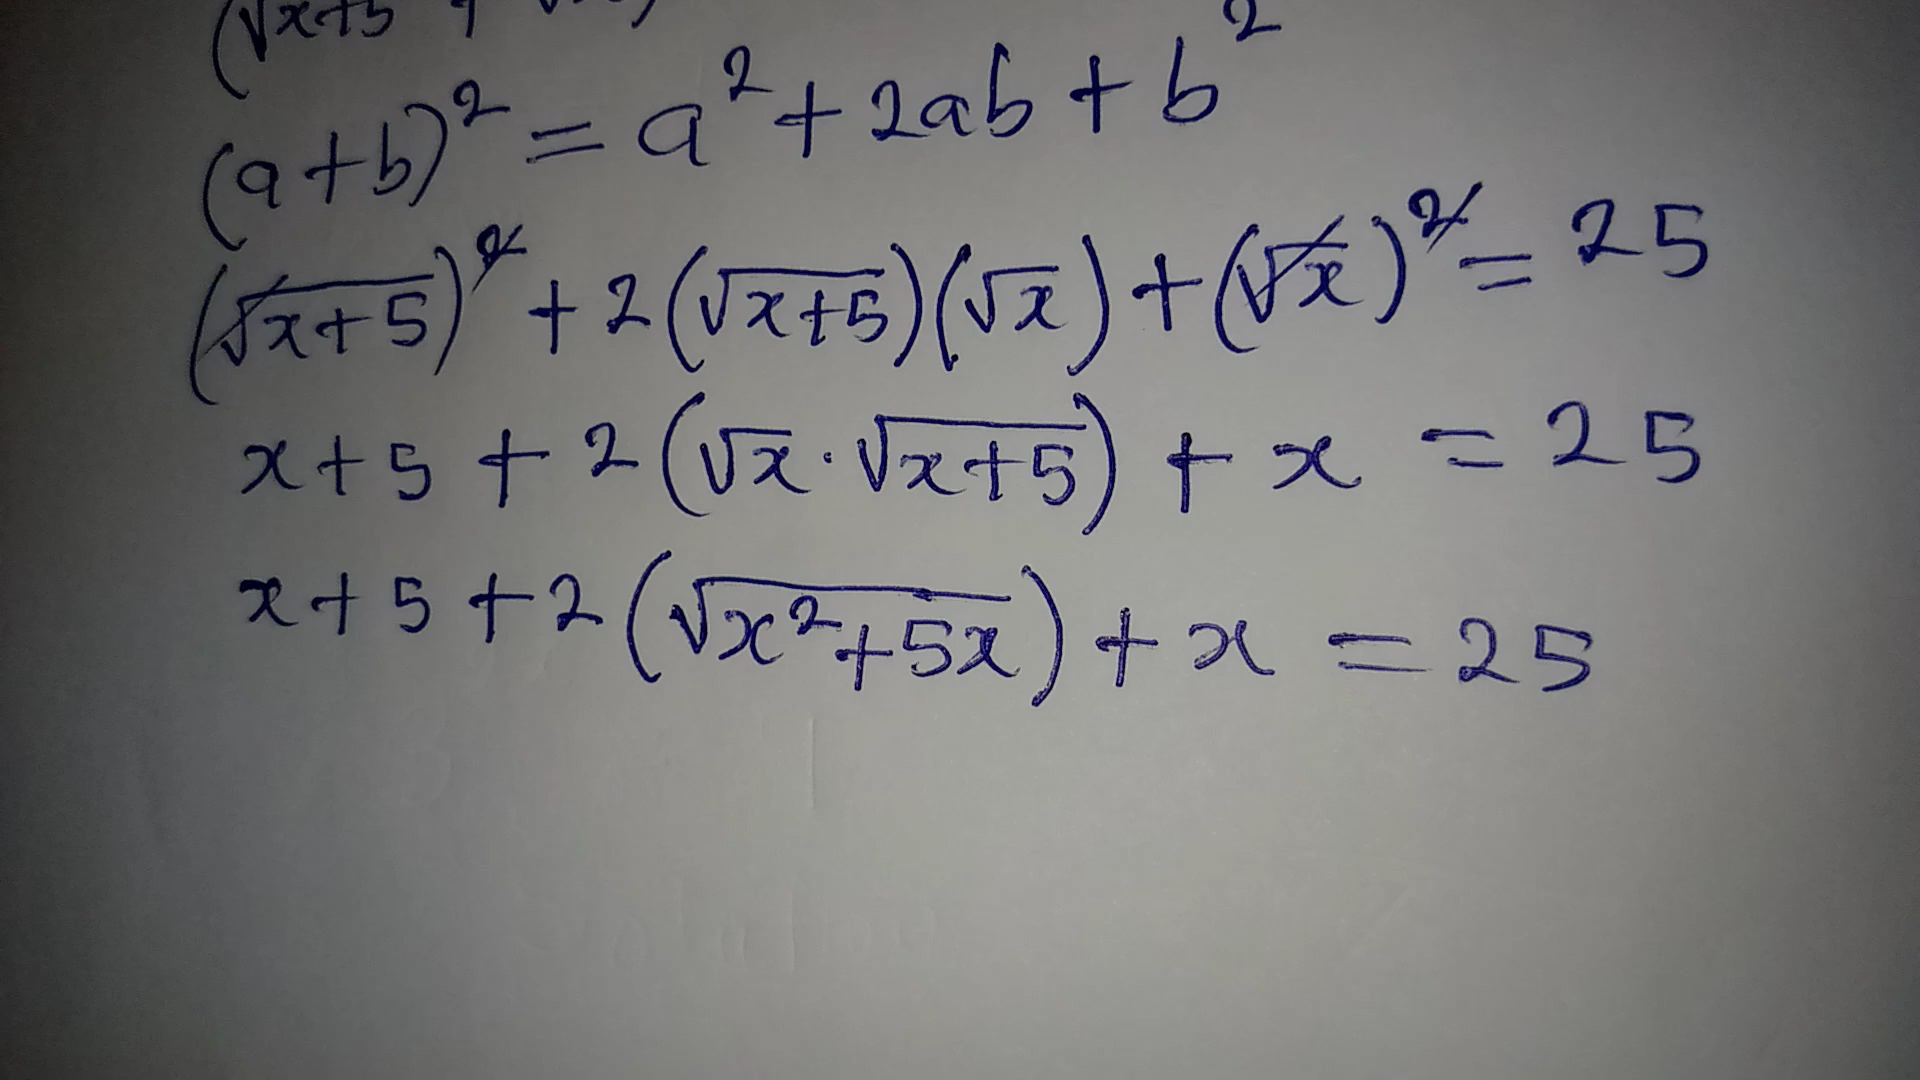 (√x+5 +
(a+b)² = a² + 2ab + b²
(√x+5)² + 2(√x+5)(√x) + (√x)² = 25
x+5 + 2(√x · √x+5) + x = 25
x+5+2(√x²+5x) + x = 25